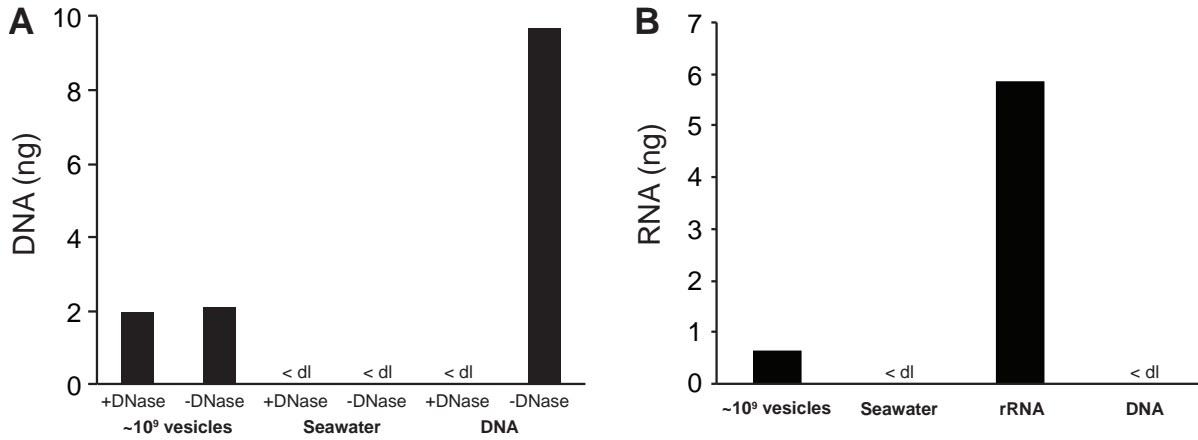 A
DNA (ng)
10
8
6
4
2
0
< dl < dl < dl
+DNase -DNase +DNase -DNase +DNase -DNase
~10⁹ vesicles Seawater DNA
B
RNA (ng)
7
6
5
4
3
2
1
0
< dl < dl
~10⁹ vesicles Seawater rRNA DNA